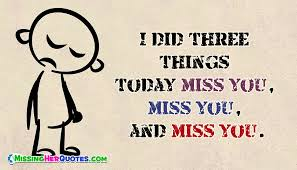 I DID THREE
THINGS
TODAY MISS YOU,
MISS YOU,
AND MISS YOU.
MISSINGHERQUOTES.COM